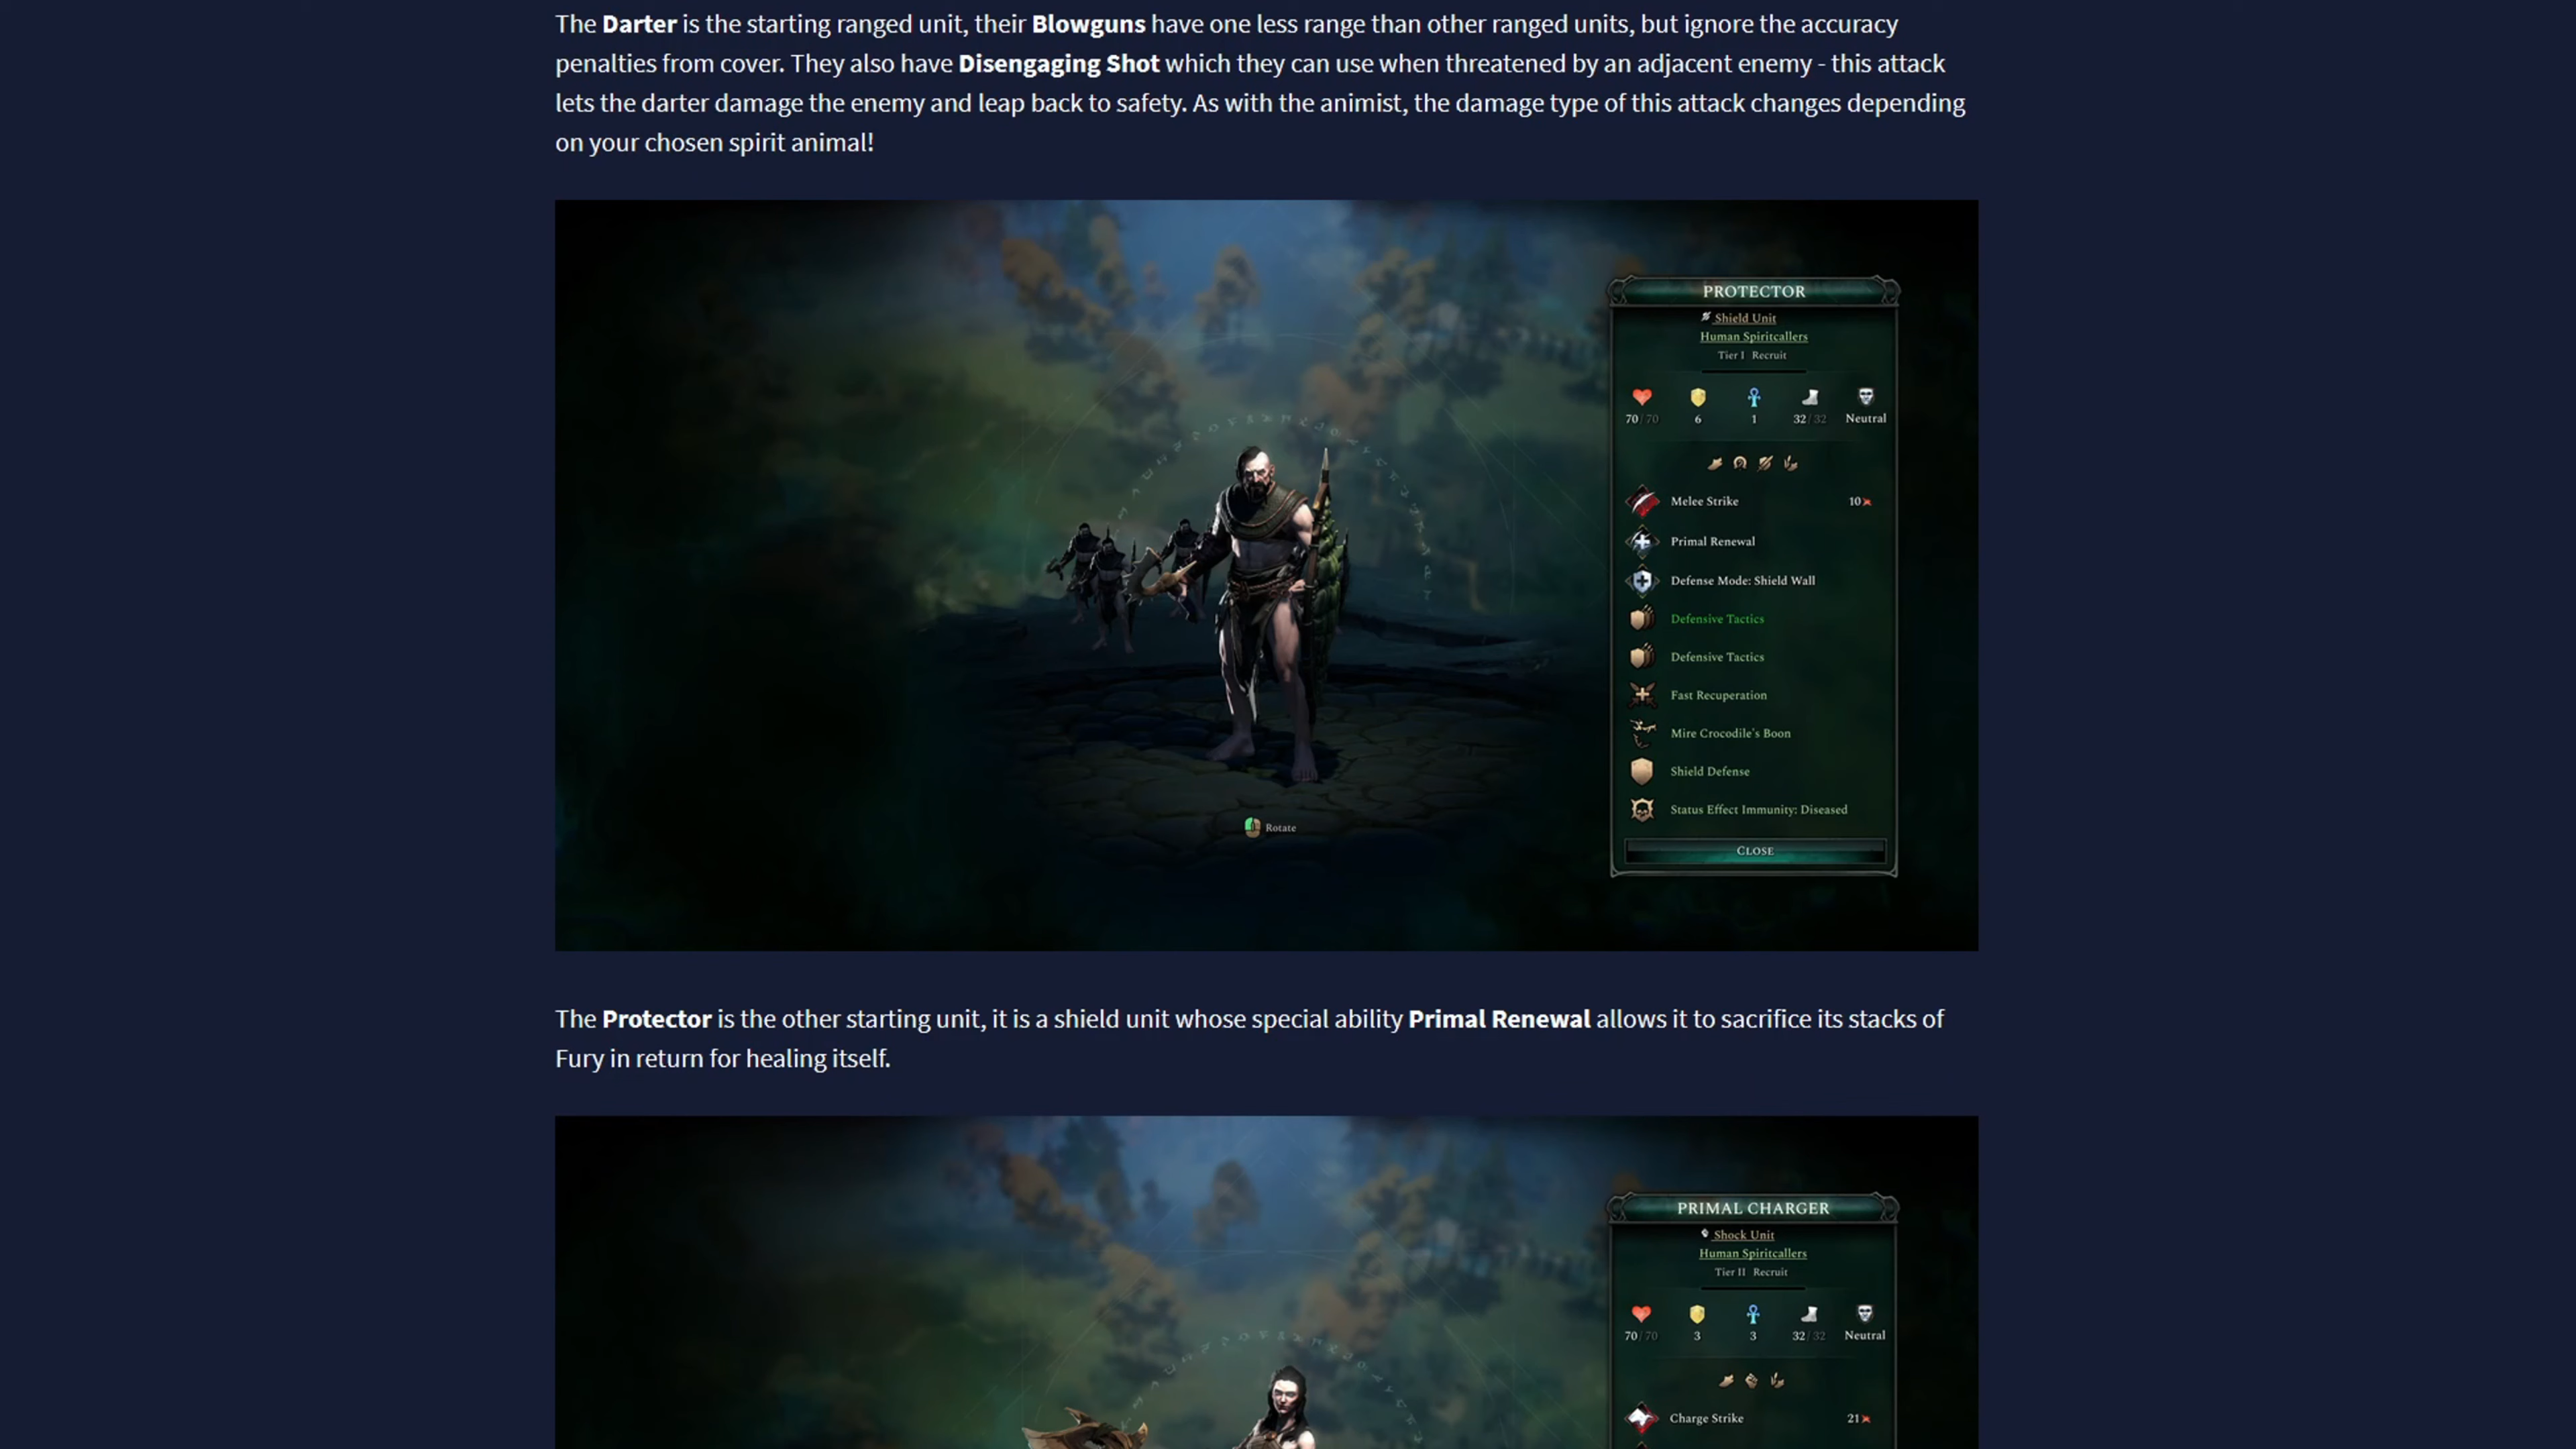 The Darter is the starting ranged unit, their Blowguns have one less range than other ranged units, but ignore the accuracy
penalties from cover. They also have Disengaging Shot which they can use when threatened by an adjacent enemy - this attack
lets the darter damage the enemy and leap back to safety. As with the animist, the damage type of this attack changes depending
on your chosen spirit animal!
PROTECTOR
Shield Unit
Human Spiritcallers
Tier I Recruit
70/70 6 1 32/32 Neutral
Melee Strike 10
Primal Renewal
Defense Mode: Shield Wall
Defensive Tactics
Defensive Tactics
Fast Recuperation
Mire Crocodile's Boon
Shield Defense
Status Effect Immunity: Diseased
Rotate
CLOSE
The Protector is the other starting unit, it is a shield unit whose special ability Primal Renewal allows it to sacrifice its stacks of
Fury in return for healing itself.
PRIMAL CHARGER
Shock Unit
Human Spiritcallers
Tier II Recruit
70/70 3 3 32/32 Neutral
Charge Strike 21